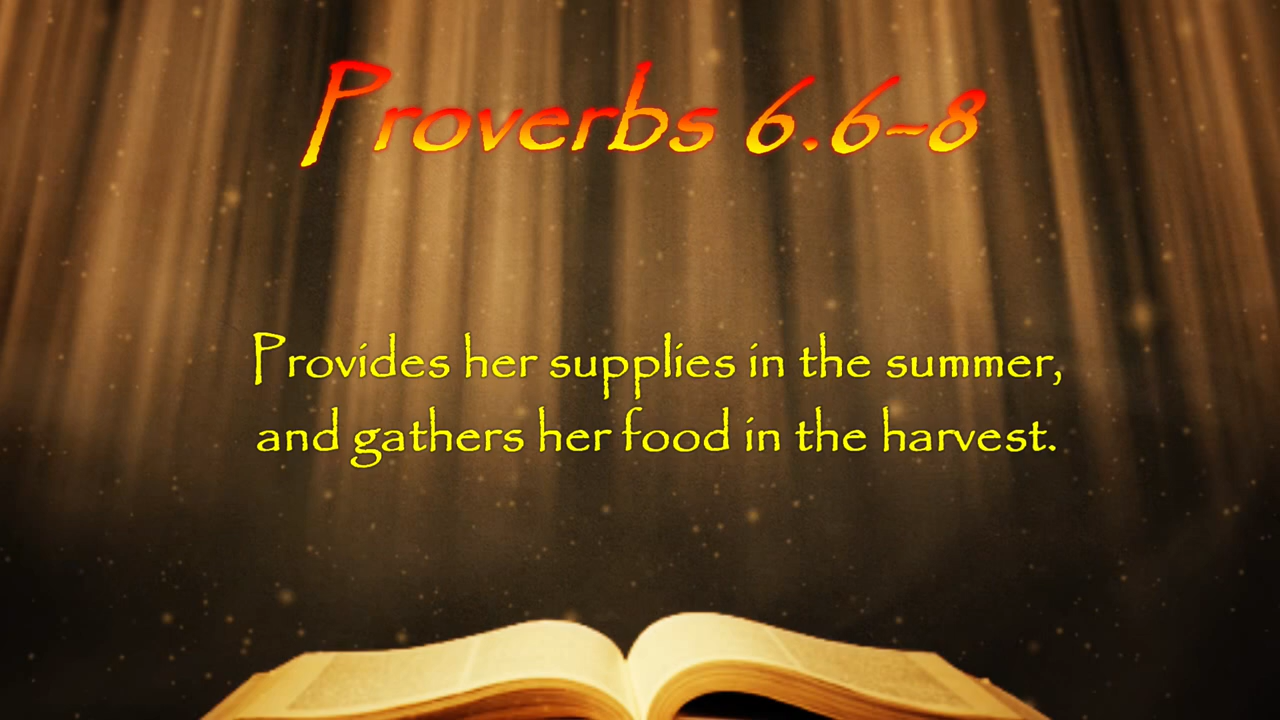 Proverbs 6.6-8
Provides her supplies in the summer,
and gathers her food in the harvest.